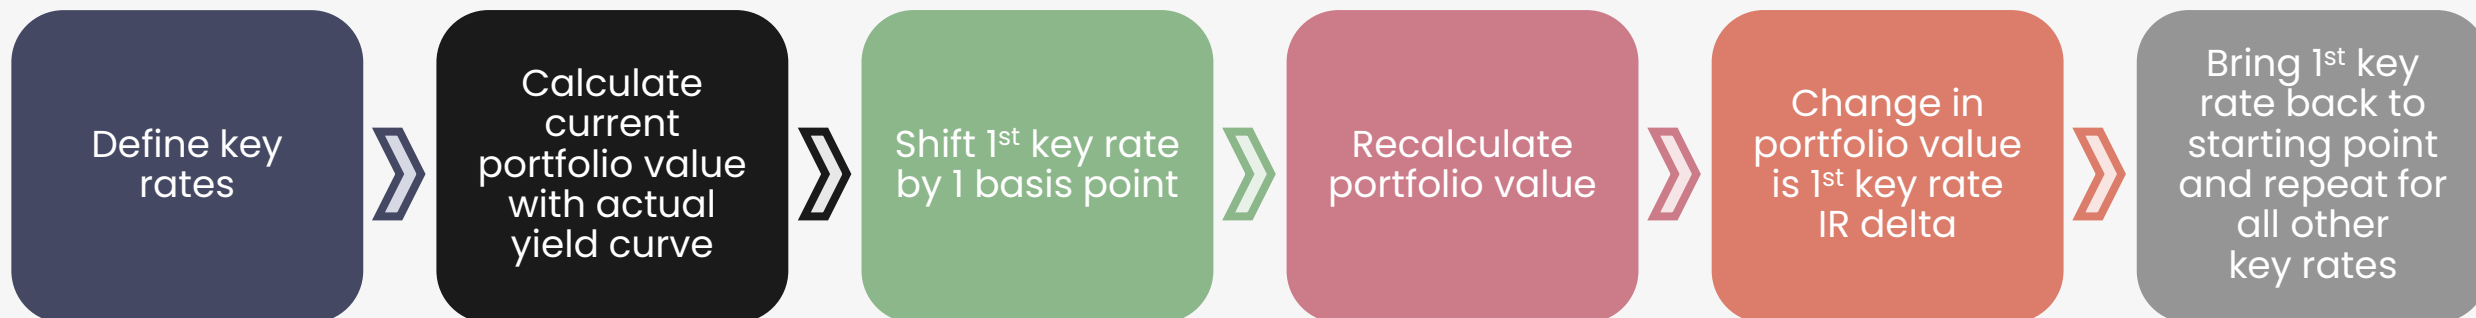 Define key
rates
Calculate
current
portfolio value
with actual
yield curve
Shift 1st key rate
by 1 basis point
Recalculate
portfolio value
Change in
portfolio value
is 1st key rate
IR delta
Bring 1st key
rate back to
starting point
and repeat for
all other
key rates